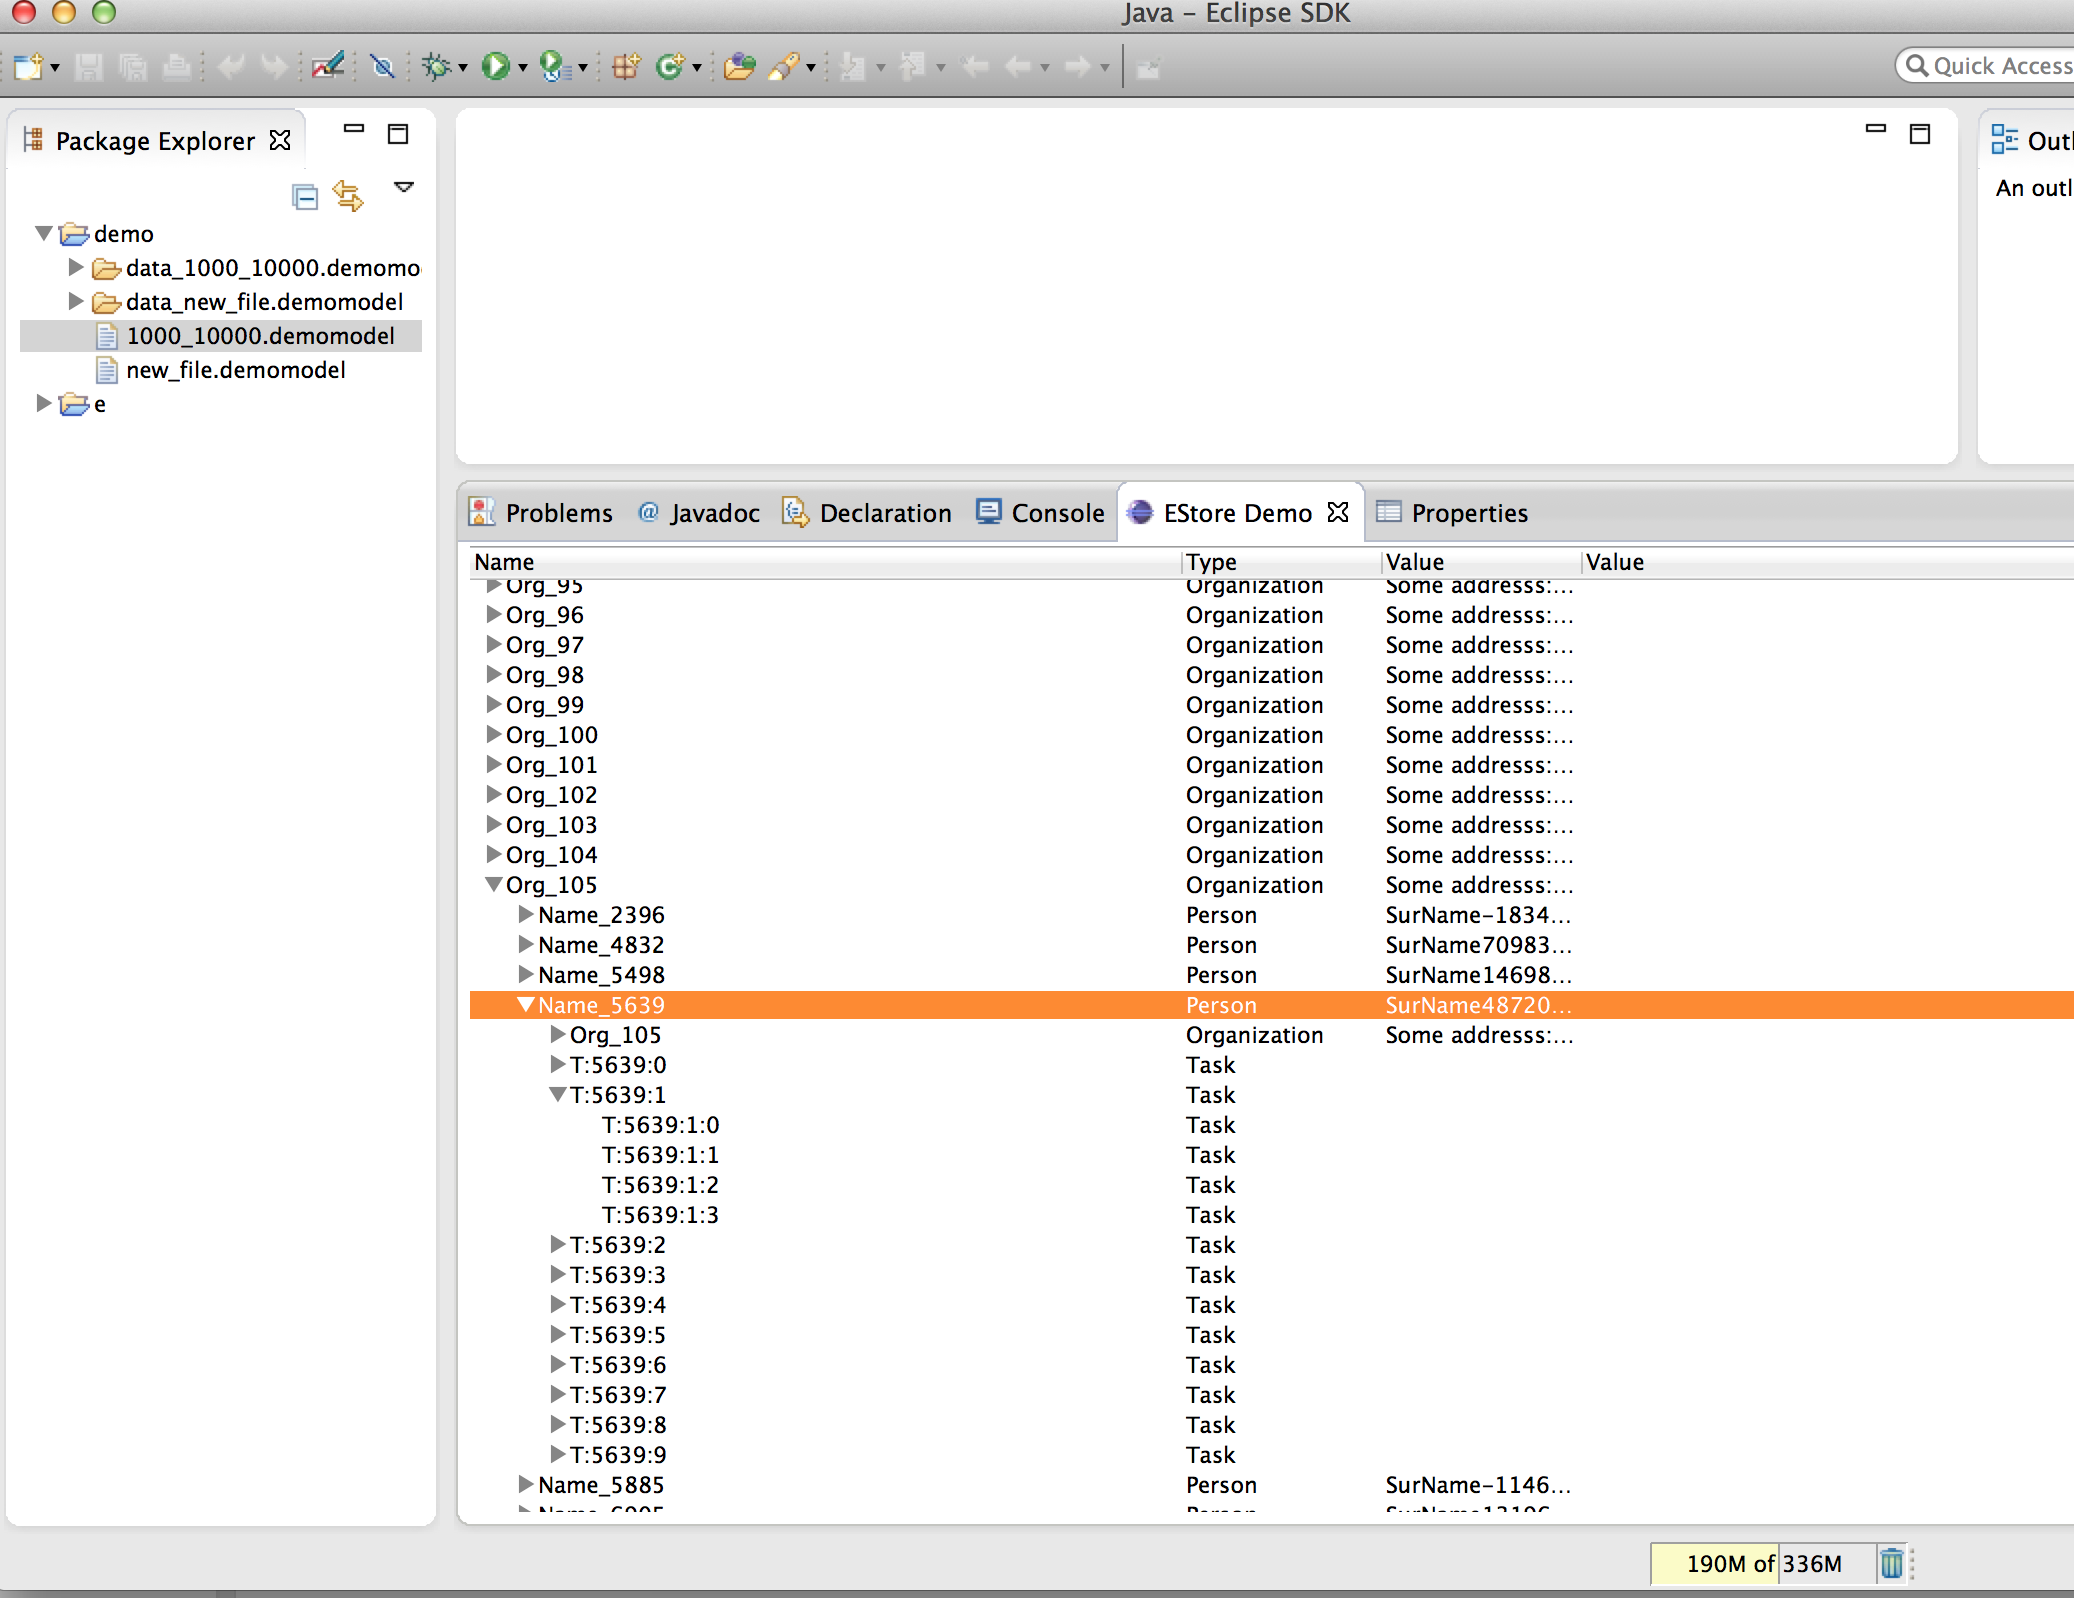 Java – Eclipse SDK
Quick Access
Package Explorer
demo
data_1000_10000.demomo
data_new_file.demomodel
1000_10000.demomodel
new_file.demomodel
e
Outl
An outl
Problems @ Javadoc Declaration Console EStore Demo Properties
Name Type Value Value
Org_95 Organization Some addresss:...
Org_96 Organization Some addresss:...
Org_97 Organization Some addresss:...
Org_98 Organization Some addresss:...
Org_99 Organization Some addresss:...
Org_100 Organization Some addresss:...
Org_101 Organization Some addresss:...
Org_102 Organization Some addresss:...
Org_103 Organization Some addresss:...
Org_104 Organization Some addresss:...
Org_105 Organization Some addresss:...
Name_2396 Person SurName-1834...
Name_4832 Person SurName70983...
Name_5498 Person SurName14698...
Name_5639 Person SurName48720...
Org_105 Organization Some addresss:...
T:5639:0 Task
T:5639:1 Task
T:5639:1:0 Task
T:5639:1:1 Task
T:5639:1:2 Task
T:5639:1:3 Task
T:5639:2 Task
T:5639:3 Task
T:5639:4 Task
T:5639:5 Task
T:5639:6 Task
T:5639:7 Task
T:5639:8 Task
T:5639:9 Task
Name_5885 Person SurName-1146...
190M of 336M